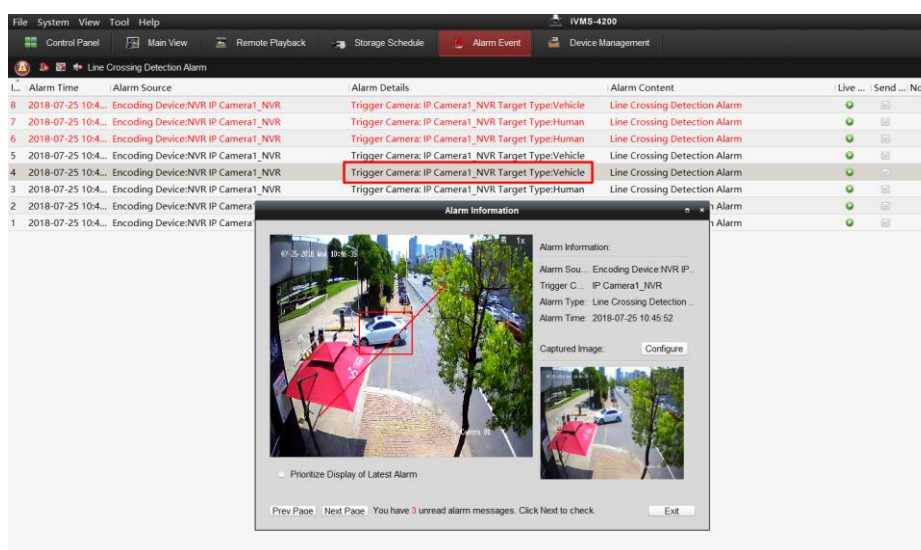 File System View Tool Help iVMS-4200
Control Panel Main View Remote Playback Storage Schedule Alarm Event Device Management
Line Crossing Detection Alarm
I... Alarm Time Alarm Source Alarm Details Alarm Content Live ... Send ... No
8 2018-07-25 10:4... Encoding Device:NVR IP Camera1_NVR Trigger Camera: IP Camera1_NVR Target Type:Vehicle Line Crossing Detection Alarm
7 2018-07-25 10:4... Encoding Device:NVR IP Camera1_NVR Trigger Camera: IP Camera1_NVR Target Type:Human Line Crossing Detection Alarm
6 2018-07-25 10:4... Encoding Device:NVR IP Camera1_NVR Trigger Camera: IP Camera1_NVR Target Type:Human Line Crossing Detection Alarm
5 2018-07-25 10:4... Encoding Device:NVR IP Camera1_NVR Trigger Camera: IP Camera1_NVR Target Type:Vehicle Line Crossing Detection Alarm
4 2018-07-25 10:4... Encoding Device:NVR IP Camera1_NVR Trigger Camera: IP Camera1_NVR Target Type:Vehicle Line Crossing Detection Alarm
3 2018-07-25 10:4... Encoding Device:NVR IP Camera1_NVR Trigger Camera: IP Camera1_NVR Target Type:Human Line Crossing Detection Alarm
2 2018-07-25 10:4... Encoding Device:NVR IP Camera n Alarm
1 2018-07-25 10:4... Encoding Device:NVR IP Camera n Alarm
Alarm Information
07-25-2018 Wed 10:46:35 1x
Camera 01
Alarm Information:
Alarm Sou... Encoding Device:NVR IP...
Trigger C... IP Camera1_NVR
Alarm Type: Line Crossing Detection ...
Alarm Time: 2018-07-25 10:45:52
Captured Image: Configure
Prioritize Display of Latest Alarm
Prev Page Next Page You have 3 unread alarm messages. Click Next to check. Exit